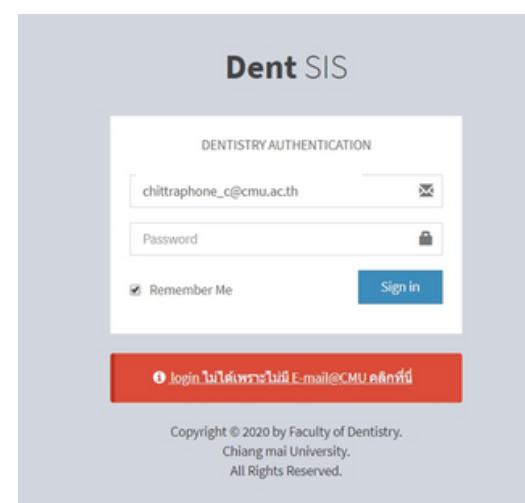 Dent SIS
DENTISTRY AUTHENTICATION
chittraphone_c@cmu.ac.th
Password
Remember Me
Sign in
login ไม่ได้เพราะไม่มี E-mail@CMU คลิกที่นี่
Copyright © 2020 by Faculty of Dentistry.
Chiang mai University.
All Rights Reserved.